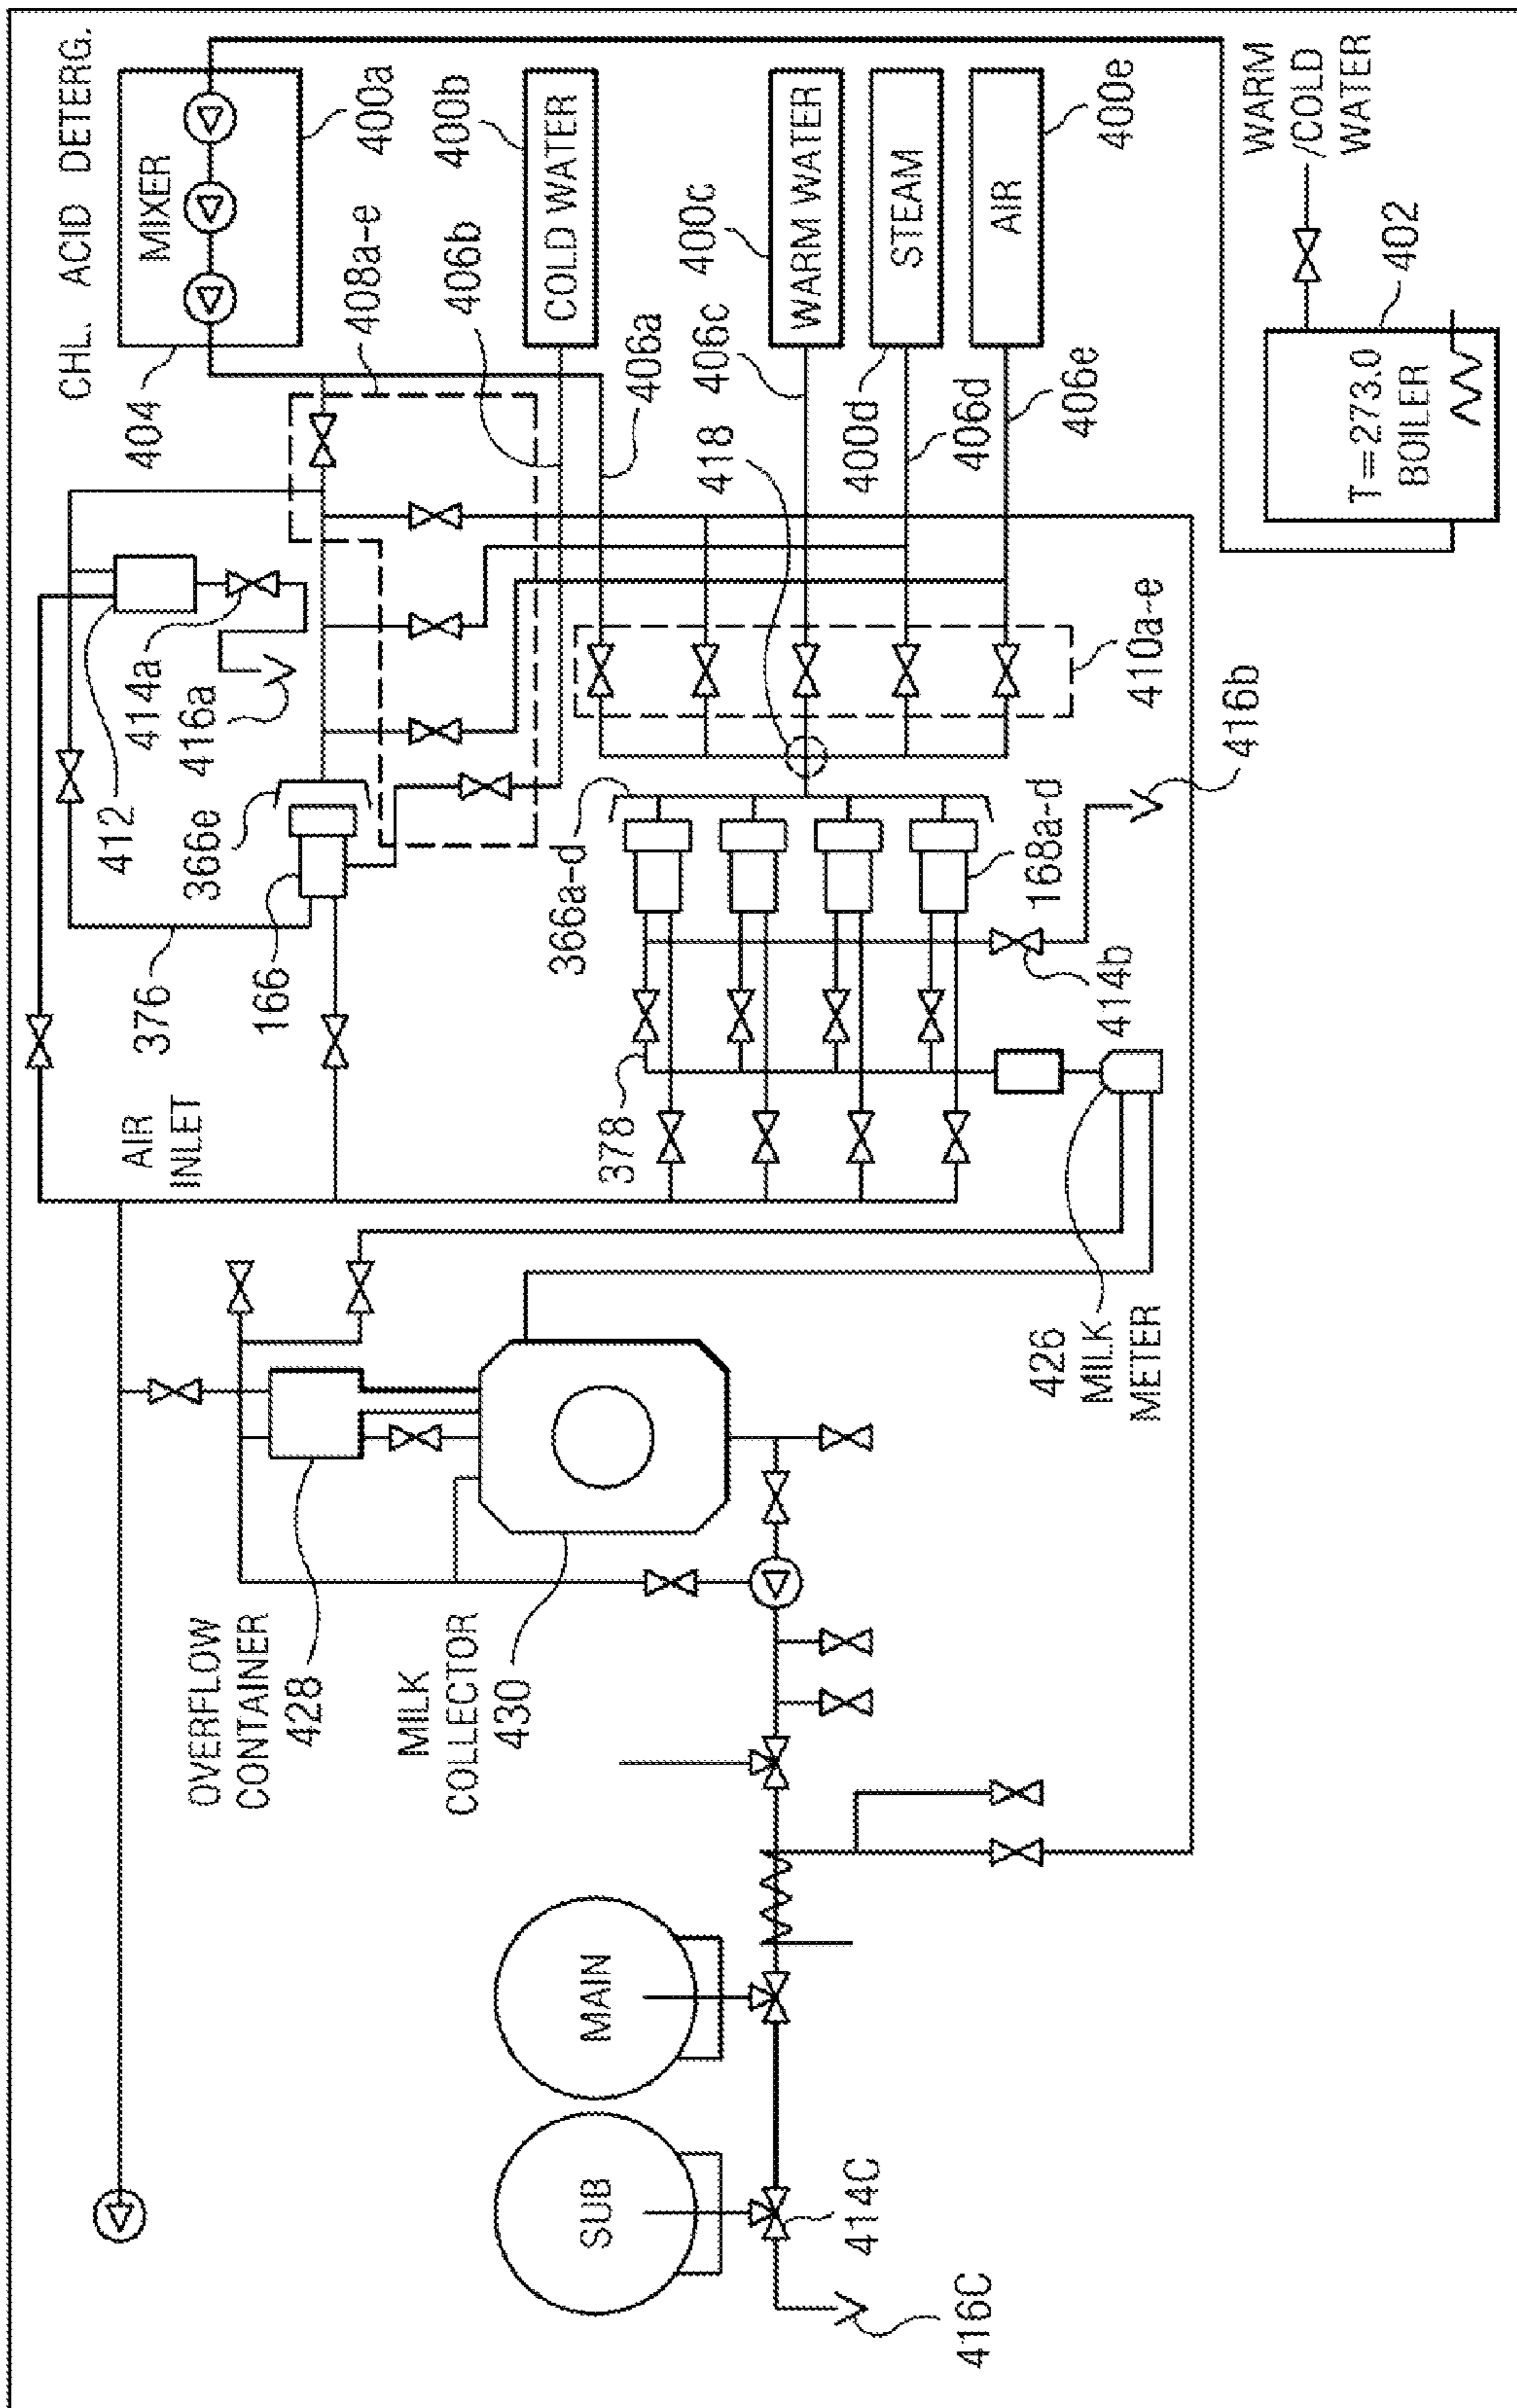 CHL. ACID DETERG.
404
MIXER
400a
412
414a
416a
366e
166
376
408a-e
406b
400b
COLD WATER
406a
AIR
INLET
OVERFLOW
CONTAINER
428
MILK
COLLECTOR
430
366a-d
418
406c
400c
WARM WATER
400d
STEAM
406d
AIR
406e
400e
378
168a-d
414b
410a-e
416b
426
MILK
METER
SUB
MAIN
414C
416C
WARM
/COLD
WATER
T=273.0
BOILER
402